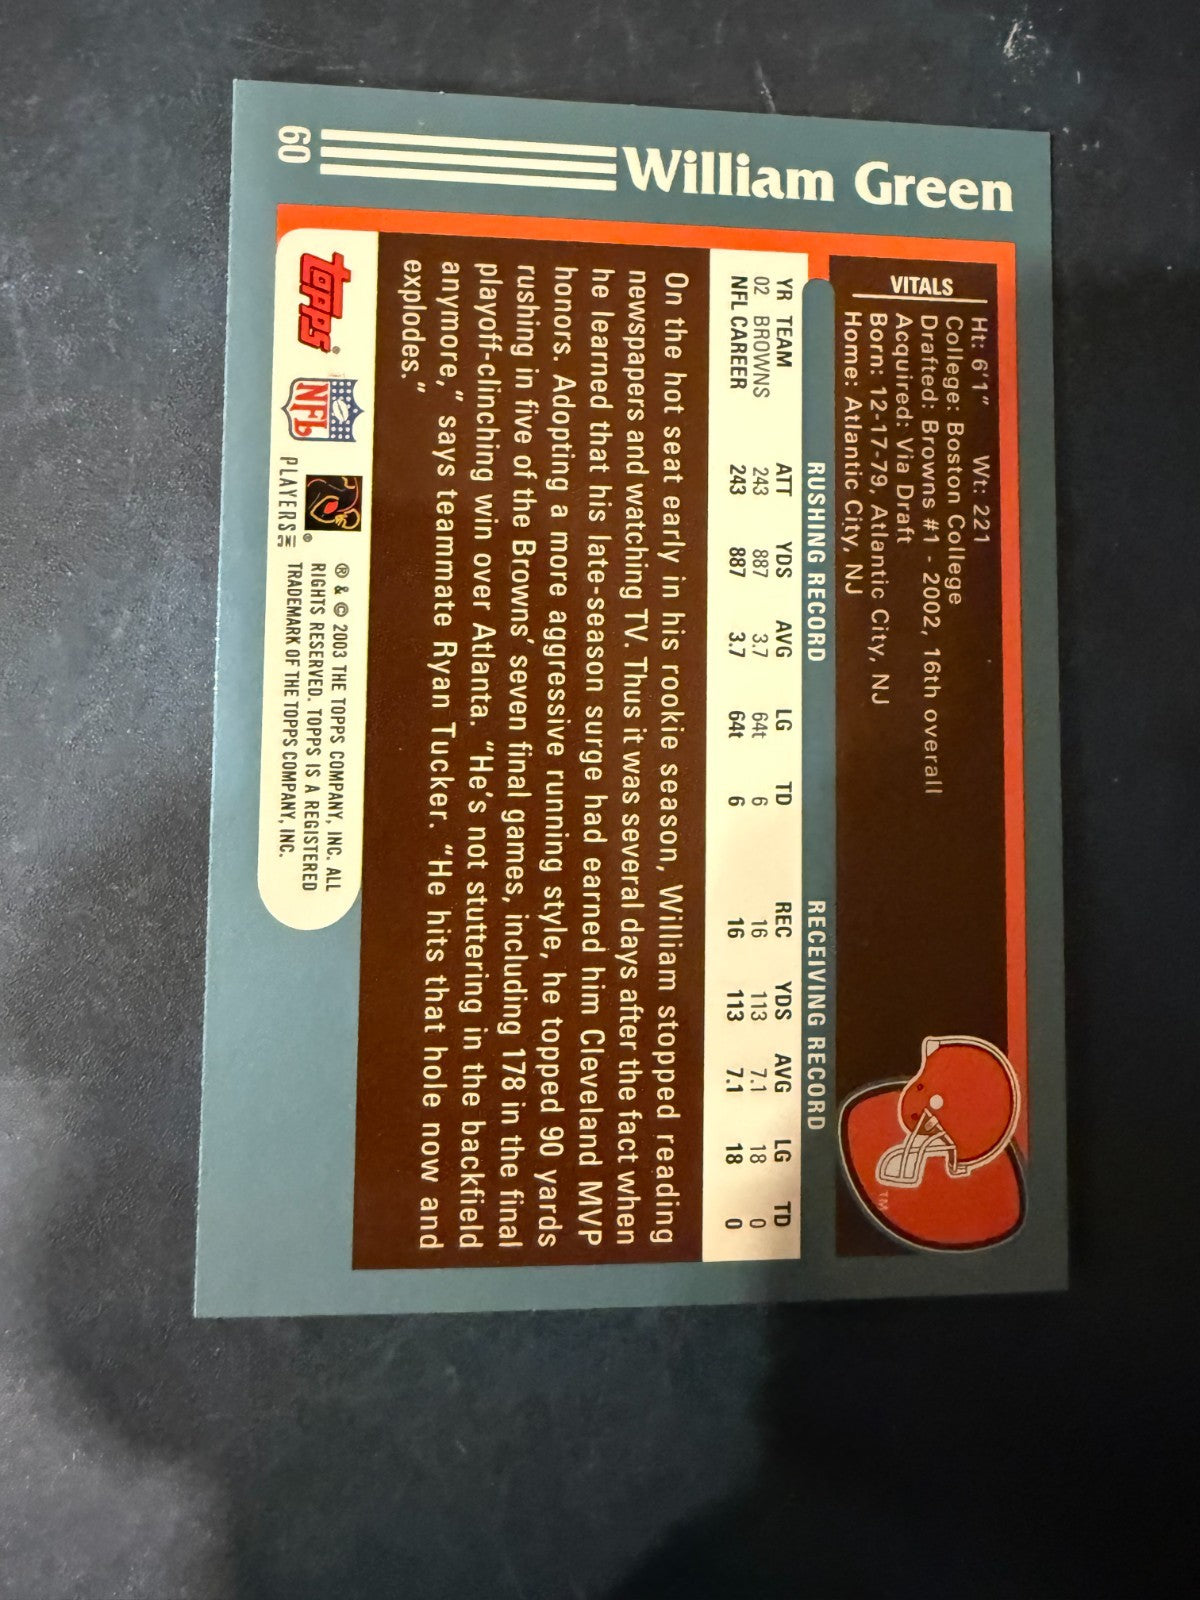 60
William Green
VITALS
Ht: 6'1" Wt: 221
College: Boston College
Drafted: Browns #1 - 2002, 16th overall
Acquired: Via Draft
Born: 12-17-79, Atlantic City, NJ
Home: Atlantic City, NJ
TM
RUSHING RECORD RECEIVING RECORD
YR TEAM ATT YDS AVG LG TD REC YDS AVG LG TD
02 BROWNS 243 887 3.7 64t 6 16 113 7.1 18 0
NFL CAREER 243 887 3.7 64t 6 16 113 7.1 18 0
On the hot seat early in his rookie season, William stopped reading
newspapers and watching TV. Thus it was several days after the fact when
he learned that his late-season surge had earned him Cleveland MVP
honors. Adopting a more aggressive running style, he topped 90 yards
rushing in five of the Browns' seven final games, including 178 in the final
playoff-clinching win over Atlanta. "He's not stuttering in the backfield
anymore," says teammate Ryan Tucker. "He hits that hole now and
explodes."
Topps®
NFL
PLAYERS INC
®
® & © 2003 THE TOPPS COMPANY, INC. ALL
RIGHTS RESERVED. TOPPS IS A REGISTERED
TRADEMARK OF THE TOPPS COMPANY, INC.